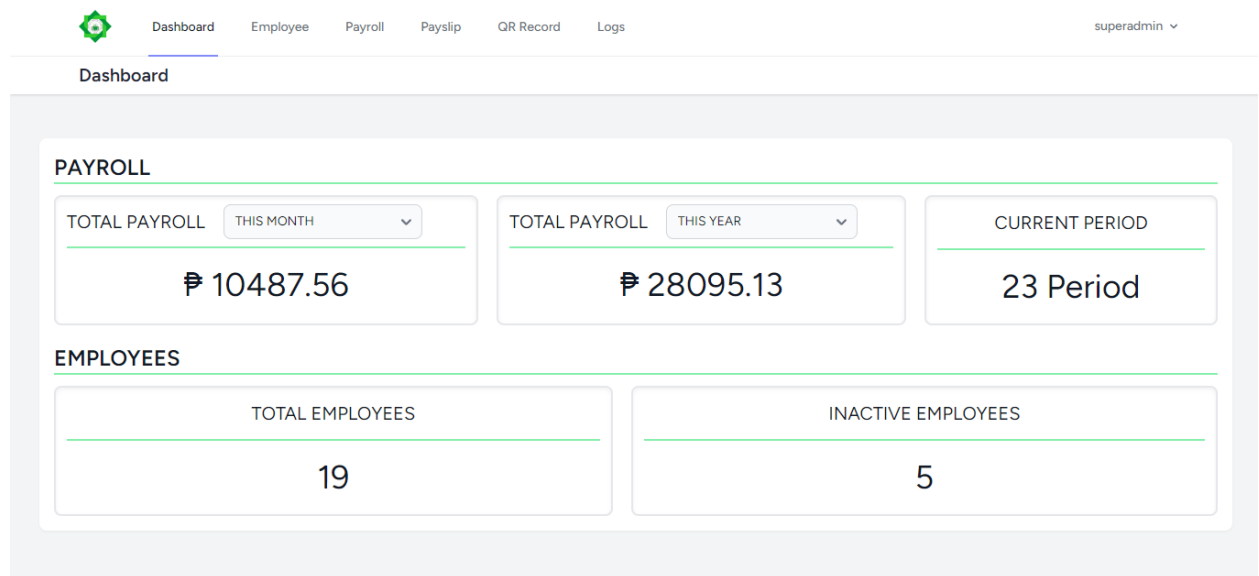 Dashboard Employee Payroll Payslip QR Record Logs superadmin
Dashboard
PAYROLL
TOTAL PAYROLL THIS MONTH TOTAL PAYROLL THIS YEAR CURRENT PERIOD
₱ 10487.56 ₱ 28095.13 23 Period
EMPLOYEES
TOTAL EMPLOYEES INACTIVE EMPLOYEES
19 5